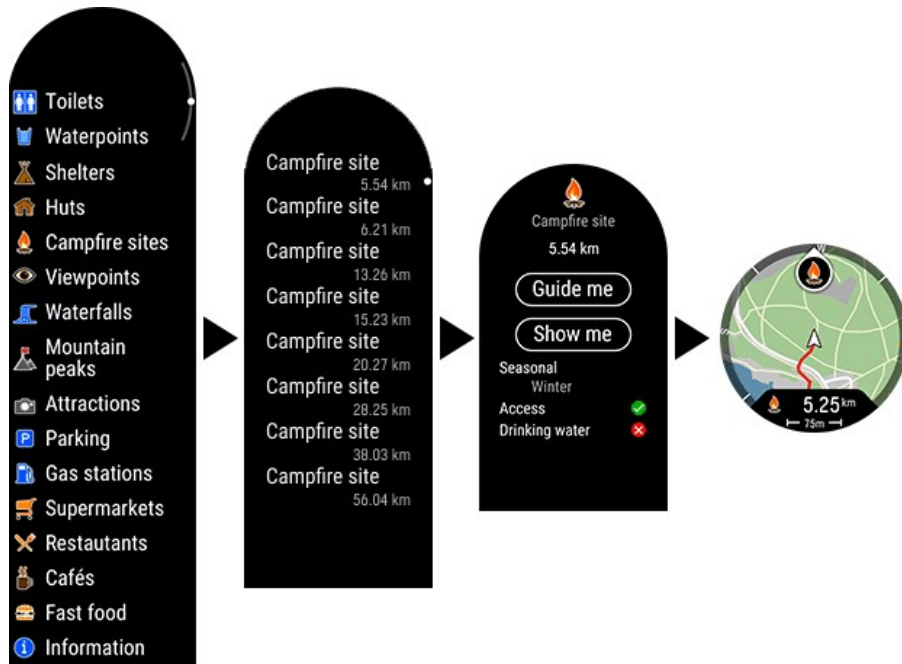 Toilets
Waterpoints
Shelters
Huts
Campfire sites
Viewpoints
Waterfalls
Mountain
peaks
Attractions
P
Parking
Gas stations
Supermarkets
Restautants
Cafés
Fast food
i
Information
Campfire site
5.54 km
Campfire site
6.21 km
Campfire site
13.26 km
Campfire site
15.23 km
Campfire site
20.27 km
Campfire site
28.25 km
Campfire site
38.03 km
Campfire site
56.04 km
Campfire site
5.54 km
Guide me
Show me
Seasonal
Winter
Access
Drinking water
5.25 km
75m